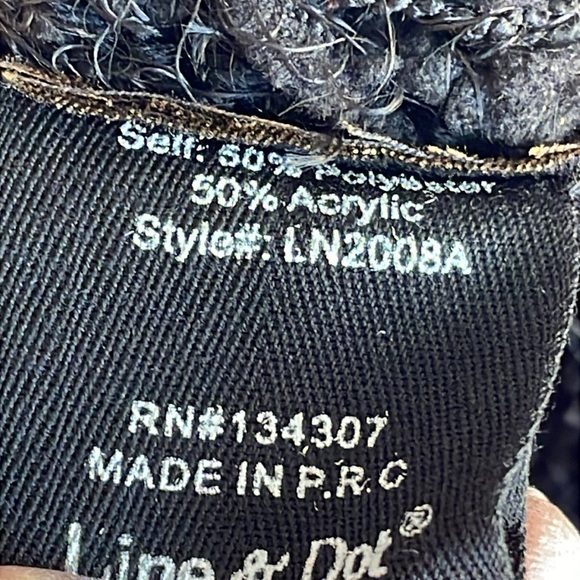 Self: 50% Polyester
50% Acrylic
Style#: LN2008A
RN#134307
MADE IN P.R.C
Line & Dot®